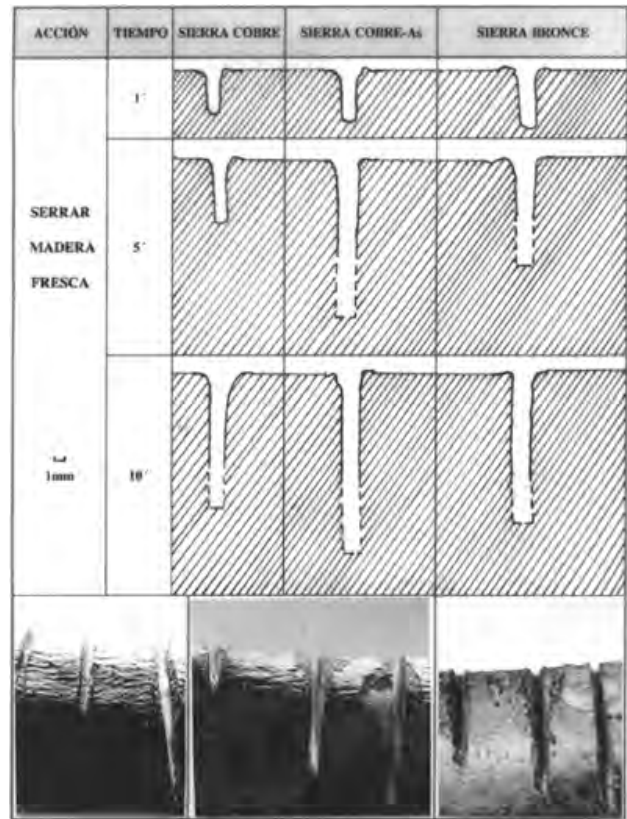 ACCIÓN TIEMPO SIERRA COBRE SIERRA COBRE-As SIERRA BRONCE
1´
SERRAR
MADERA
FRESCA
5´
1mm
10´